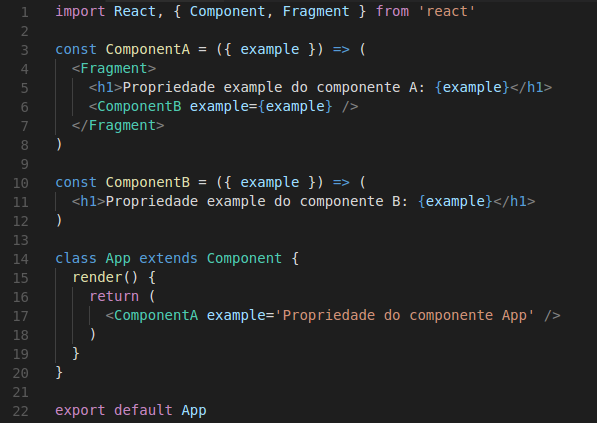 1 import React, { Component, Fragment } from 'react'
2
3 const ComponentA = ({ example }) => (
4   <Fragment>
5     <h1>Propriedade example do componente A: {example}</h1>
6     <ComponentB example={example} />
7   </Fragment>
8 )
9
10 const ComponentB = ({ example }) => (
11   <h1>Propriedade example do componente B: {example}</h1>
12 )
13
14 class App extends Component {
15   render() {
16     return (
17       <ComponentA example='Propriedade do componente App' />
18     )
19   }
20 }
21
22 export default App